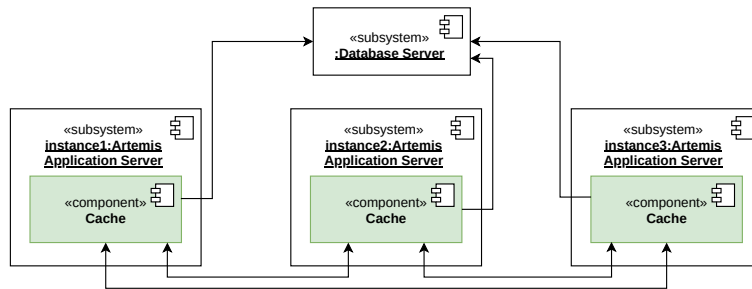 «subsystem»
:Database Server
«subsystem»
instance1:Artemis
Application Server
«component»
Cache
«subsystem»
instance2:Artemis
Application Server
«component»
Cache
«subsystem»
instance3:Artemis
Application Server
«component»
Cache